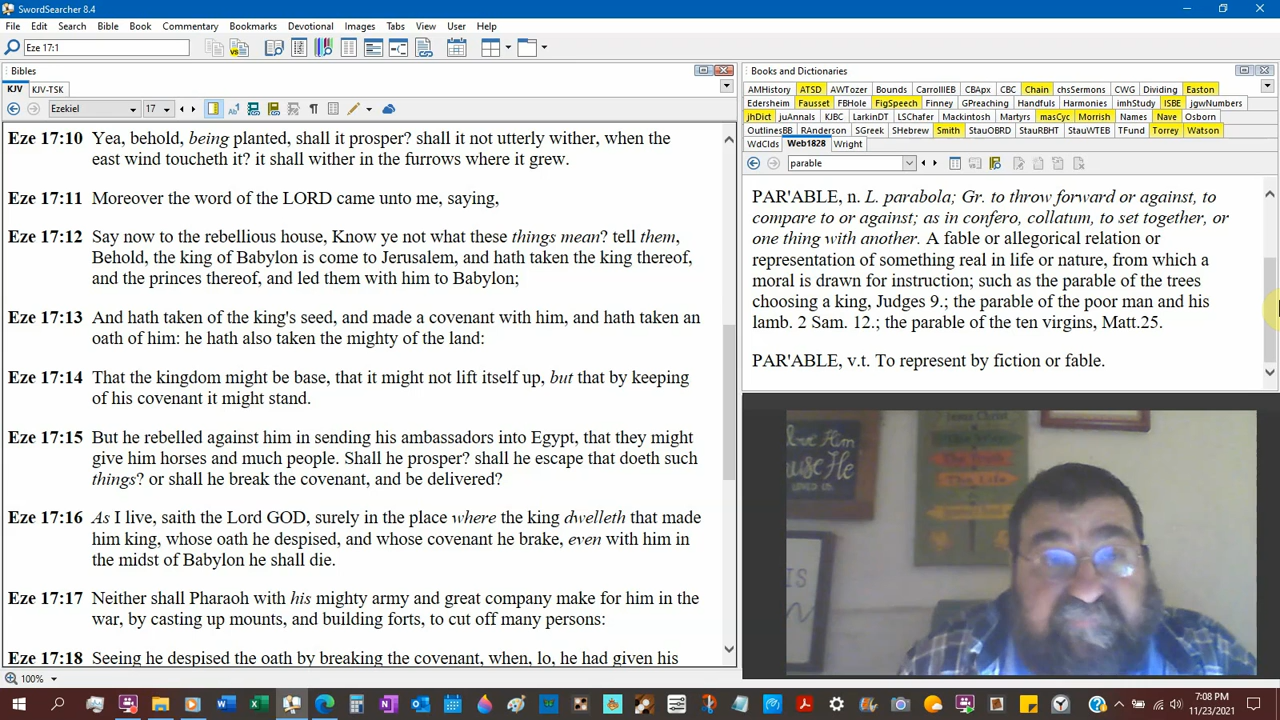 SwordSearcher 8.4
File Edit Search Bible Book Commentary Bookmarks Devotional Images Tabs View User Help
Eze 17:1
Bibles
KJV KJV-TSK
Ezekiel 17
Eze 17:10 Yea, behold, being planted, shall it prosper? shall it not utterly wither, when the
east wind toucheth it? it shall wither in the furrows where it grew.
Eze 17:11 Moreover the word of the LORD came unto me, saying,
Eze 17:12 Say now to the rebellious house, Know ye not what these things mean? tell them,
Behold, the king of Babylon is come to Jerusalem, and hath taken the king thereof,
and the princes thereof, and led them with him to Babylon;
Eze 17:13 And hath taken of the king's seed, and made a covenant with him, and hath taken an
oath of him: he hath also taken the mighty of the land:
Eze 17:14 That the kingdom might be base, that it might not lift itself up, but that by keeping
of his covenant it might stand.
Eze 17:15 But he rebelled against him in sending his ambassadors into Egypt, that they might
give him horses and much people. Shall he prosper? shall he escape that doeth such
things? or shall he break the covenant, and be delivered?
Eze 17:16 As I live, saith the Lord GOD, surely in the place where the king dwelleth that made
him king, whose oath he despised, and whose covenant he brake, even with him in
the midst of Babylon he shall die.
Eze 17:17 Neither shall Pharaoh with his mighty army and great company make for him in the
war, by casting up mounts, and building forts, to cut off many persons:
Eze 17:18 Seeing he despised the oath by breaking the covenant, when, lo, he had given his
100%
Books and Dictionaries
AMHistory ATSD AWTozer Bounds CarrollIEB CBApx CBC Chain chsSermons CWG Dividing Easton
Edersheim Fausset FBHole FigSpeech Finney GPreaching Handfuls Harmonies imhStudy ISBE jgwNumbers
jhDict juAnnals KJBC LarkinDT LHSchafer Mackintosh Martyrs masCyc Morrish Names Nave Osborn
OutlinesBB RAnderson SGreek SHebrew Smith StauOBRD StauRBHT StauWTEB TFund Torrey Watson
WdClds Web1828 Wright
parable
PAR'ABLE, n. L. parabola; Gr. to throw forward or against, to
compare to or against; as in confero, collatum, to set together, or
one thing with another. A fable or allegorical relation or
representation of something real in life or nature, from which a
moral is drawn for instruction; such as the parable of the trees
choosing a king, Judges 9.; the parable of the poor man and his
lamb. 2 Sam. 12.; the parable of the ten virgins, Matt.25.
PAR'ABLE, v.t. To represent by fiction or fable.
Jesus Christ
The Truth
The Life
7:08 PM
11/23/2021